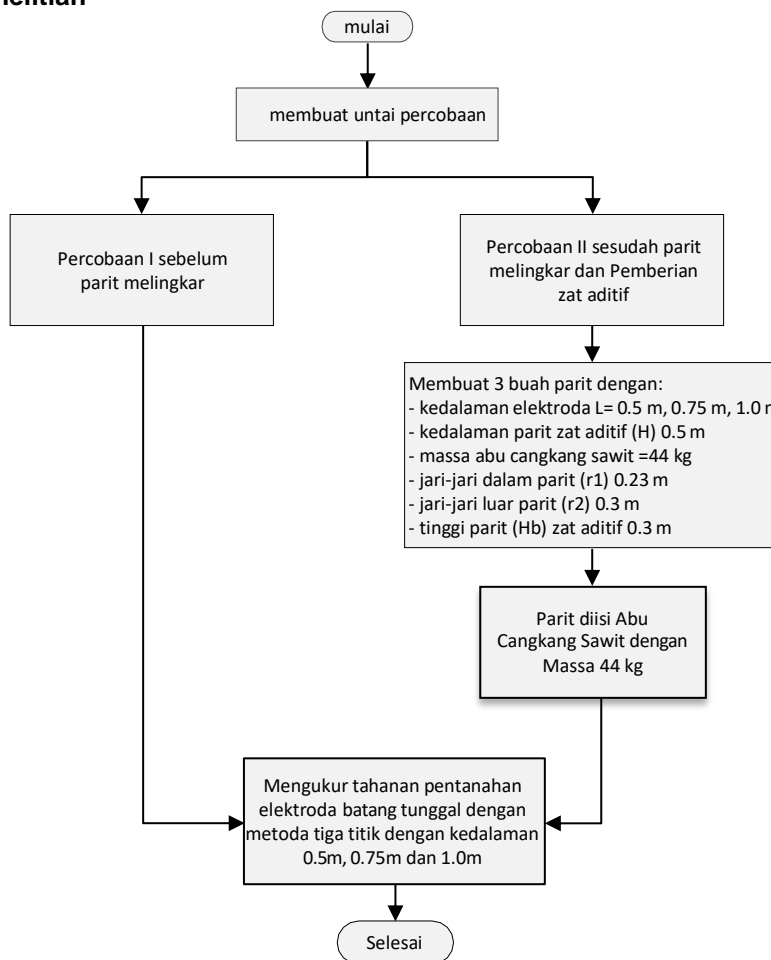 mulai
membuat untai percobaan
Percobaan I sebelum
parit melingkar
Percobaan II sesudah parit
melingkar dan Pemberian
zat aditif
Membuat 3 buah parit dengan:
- kedalaman elektroda L= 0.5 m, 0.75 m, 1.0
- kedalaman parit zat aditif (H) 0.5 m
- massa abu cangkang sawit =44 kg
- jari-jari dalam parit (r1) 0.23 m
- jari-jari luar parit (r2) 0.3 m
- tinggi parit (Hb) zat aditif 0.3 m
Parit diisi Abu
Cangkang Sawit dengan
Massa 44 kg
Mengukur tahanan pentanahan
elektroda batang tunggal dengan
metoda tiga titik dengan kedalaman
0.5m, 0.75m dan 1.0m
Selesai